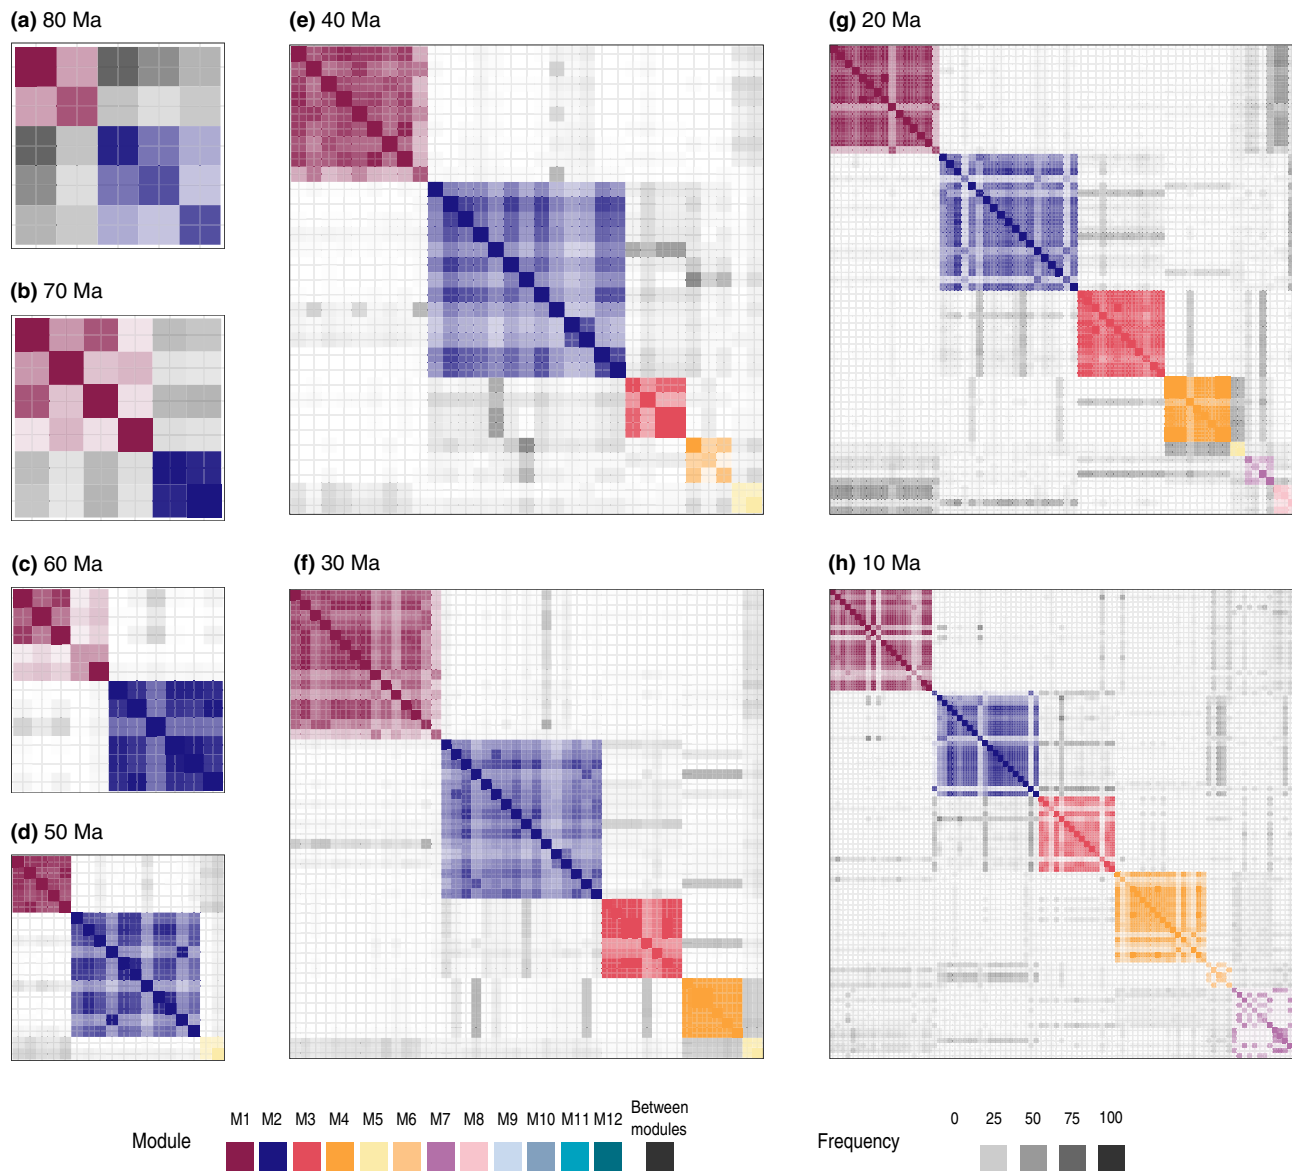 (a) 80 Ma
(e) 40 Ma
(g) 20 Ma
(b) 70 Ma
(c) 60 Ma
(f) 30 Ma
(h) 10 Ma
(d) 50 Ma
Module
M1 M2 M3 M4 M5 M6 M7 M8 M9 M10 M11 M12
Between
modules
Frequency
0 25 50 75 100